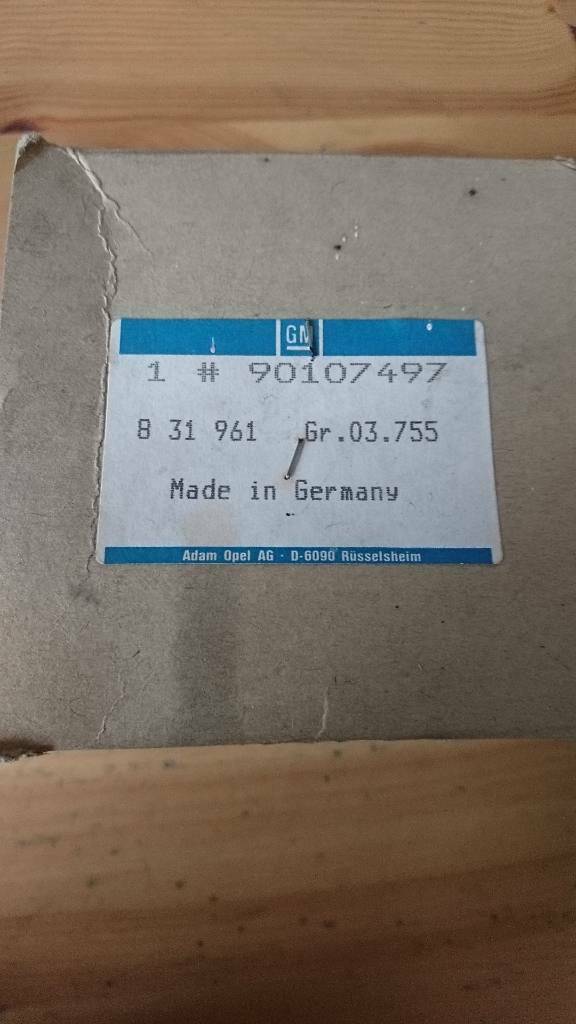 GM
1 # 90107497
8 31 961 Gr.03.755
Made in Germany
Adam Opel AG · D-6090 Rüsselsheim